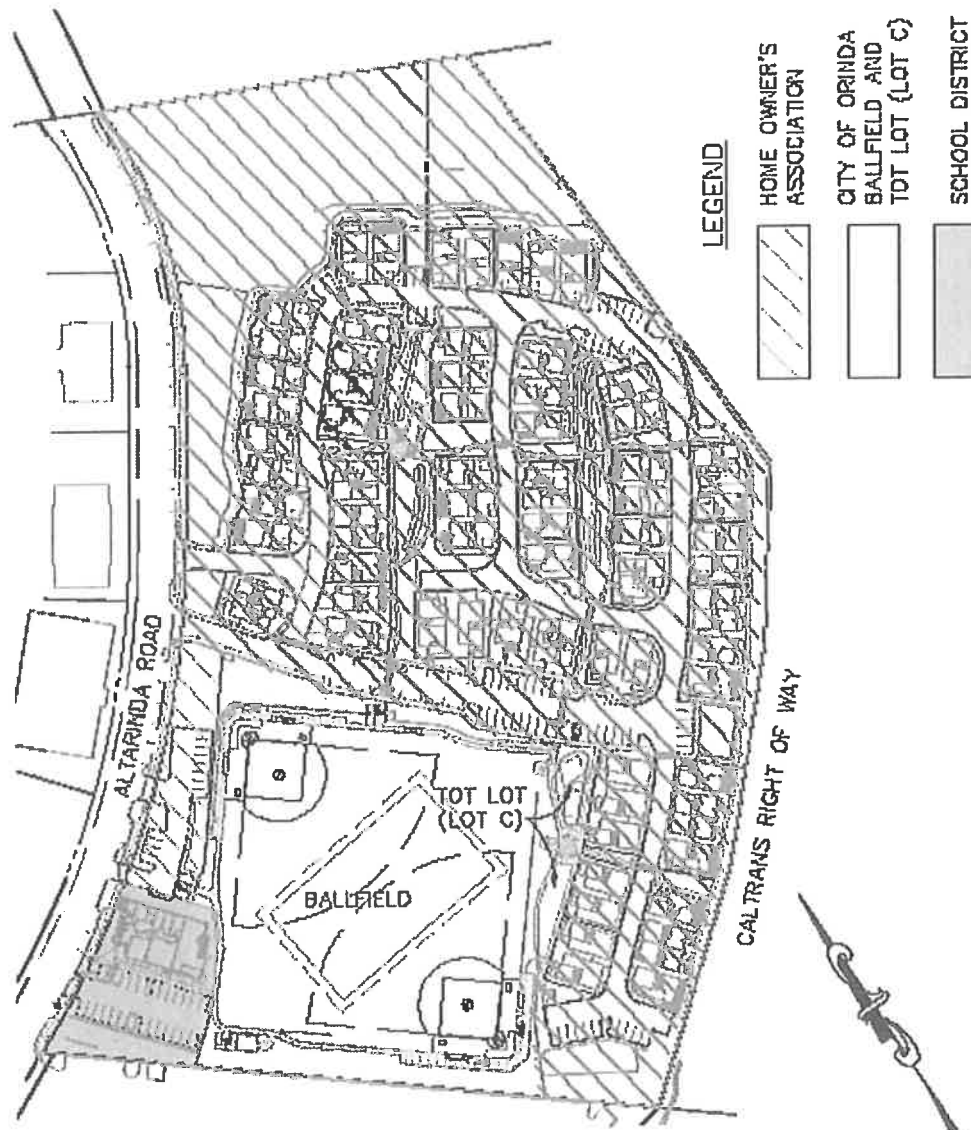 ALTARINDA ROAD
TOT LOT
(LOT C)
BALLFIELD
CALTRANS RIGHT OF WAY
LEGEND
HOME OWNER'S
ASSOCIATION
CITY OF ORINDA
BALLFIELD AND
TOT LOT (LOT C)
SCHOOL DISTRICT